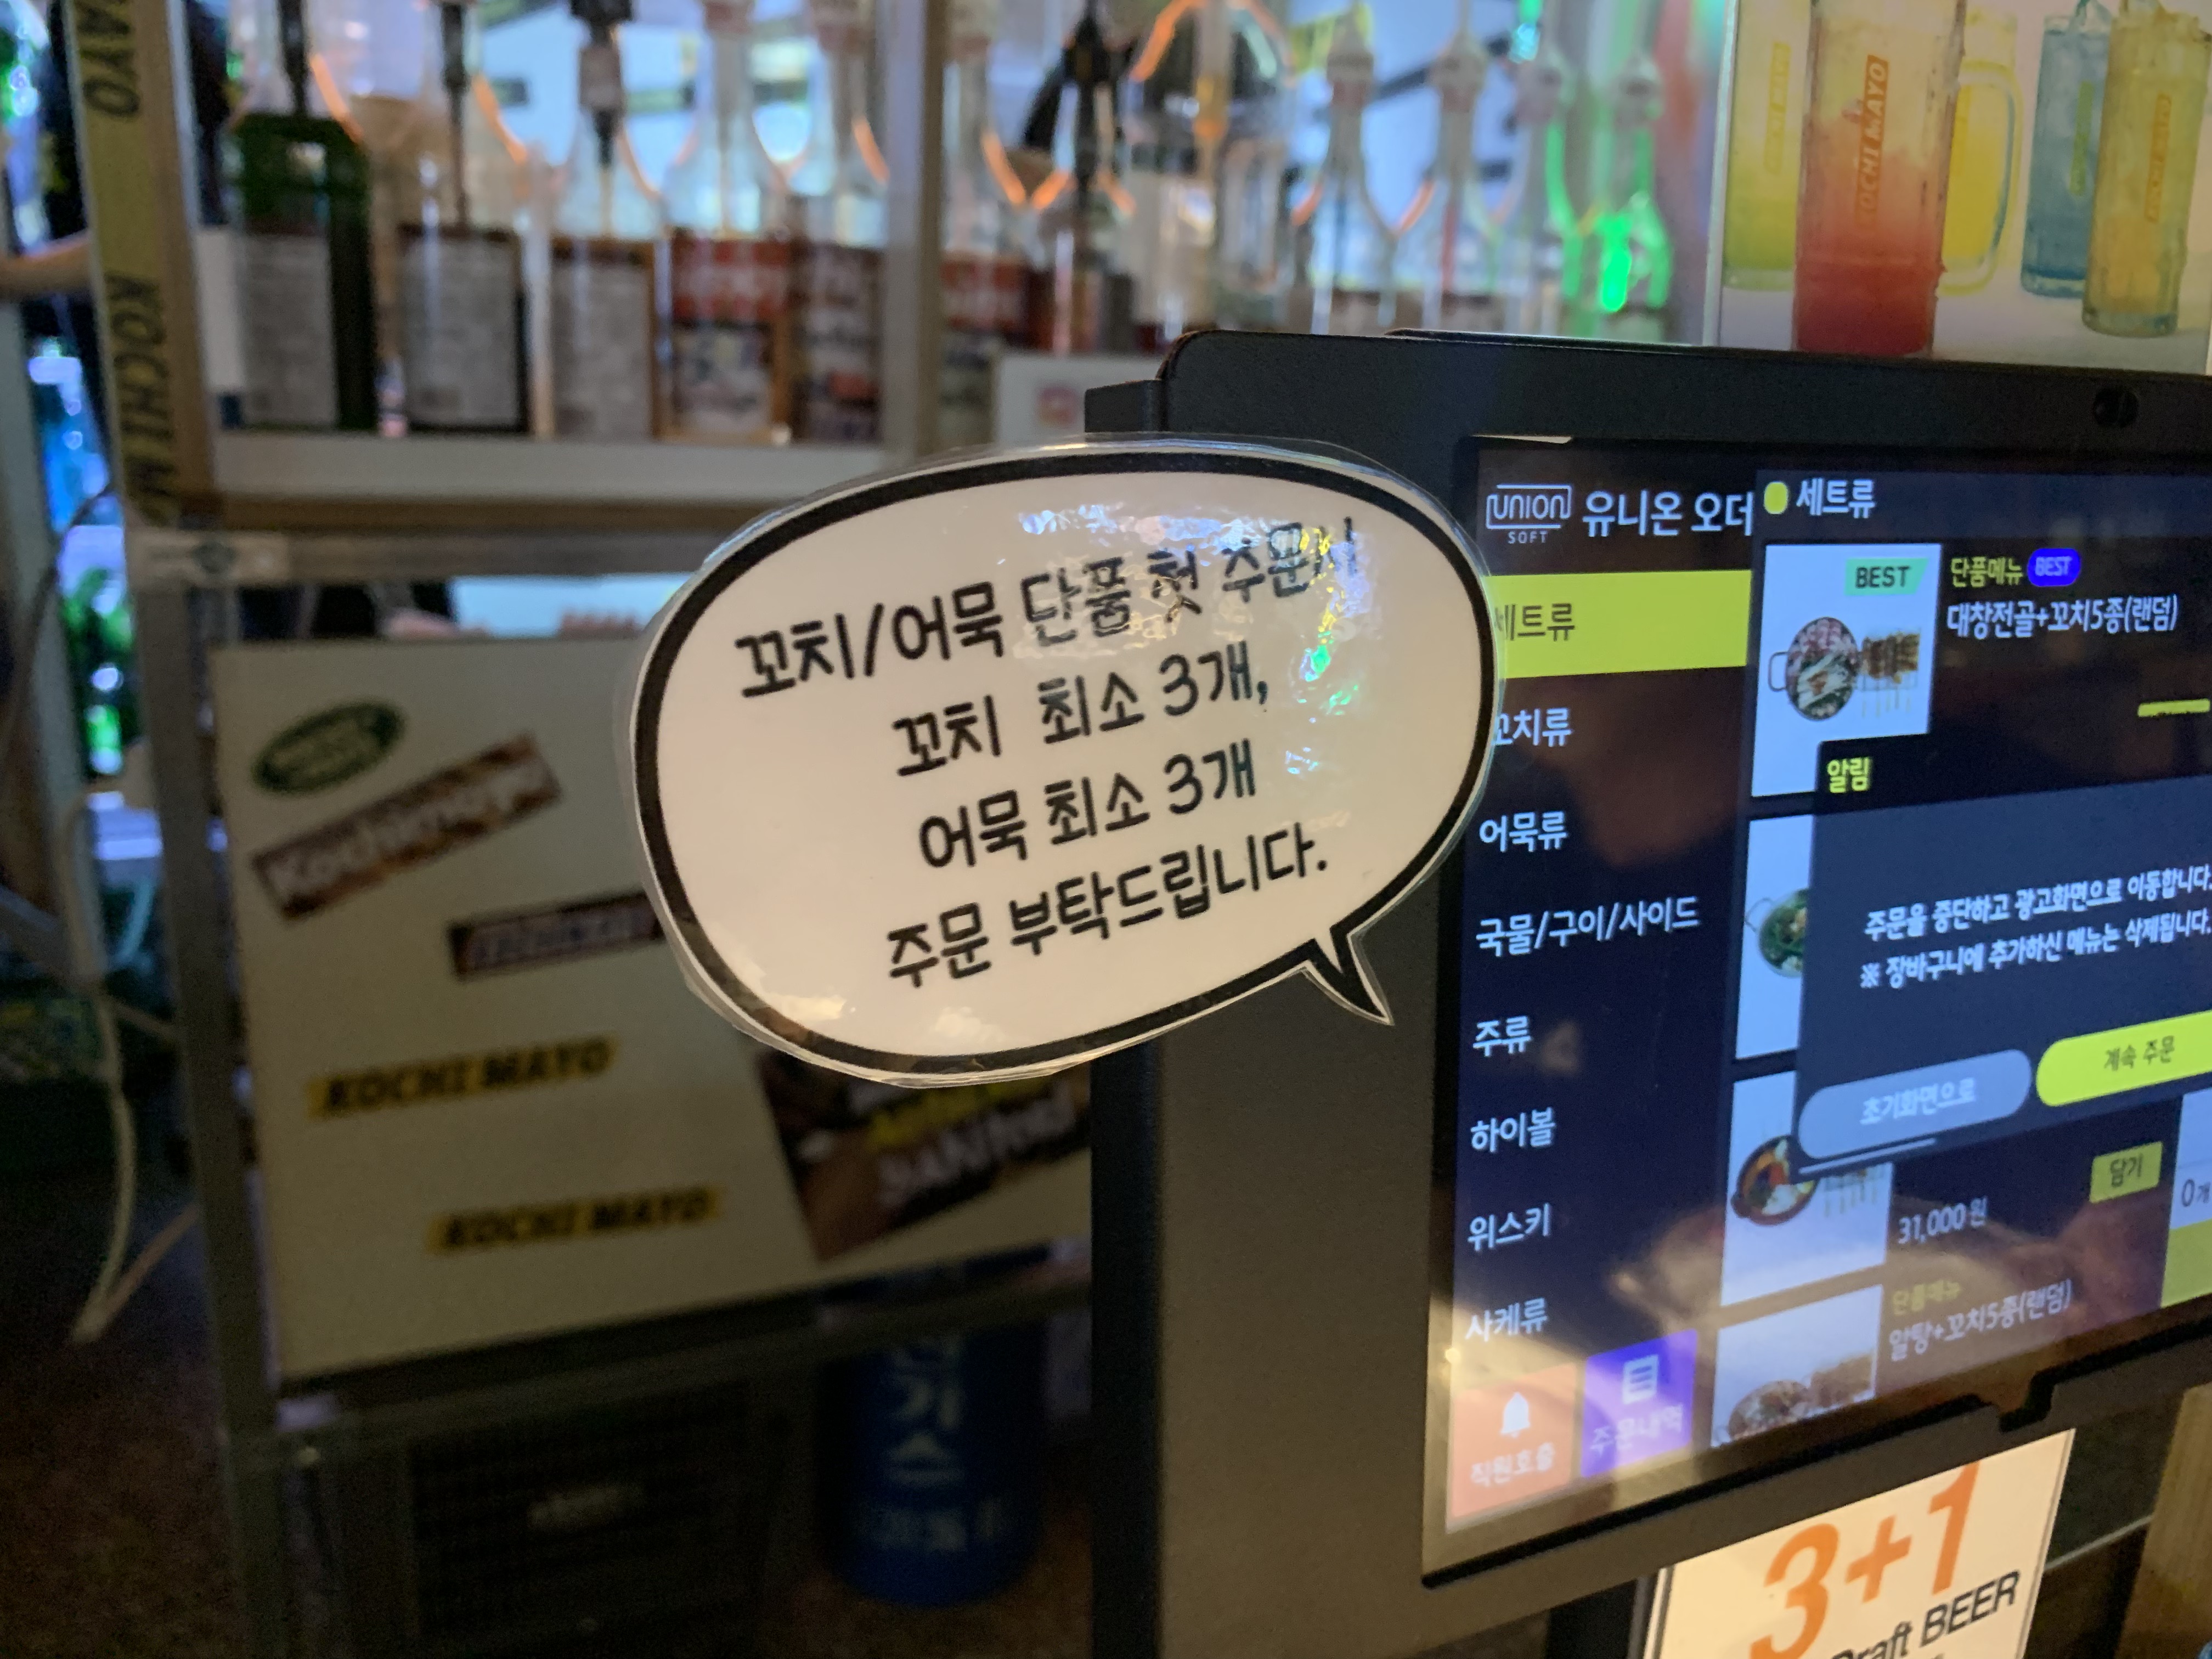 꼬치/어묵 단품 첫 주문시
꼬치 최소 3개,
어묵 최소 3개
주문 부탁드립니다.
UNION
SOFT
유니온 오더
세트류
꼬치류
어묵류
국물/구이/사이드
주류
하이볼
위스키
사케류
직원호출
주문내역
세트류
BEST
단품메뉴 BEST
대창전골+꼬치5종(랜덤)
알림
주문을 중단하고 광고화면으로 이동합니다.
※ 장바구니에 추가하신 메뉴는 삭제됩니다.
초기화면으로
계속 주문
담기
31,000원
0개
단품메뉴
알탕+꼬치5종(랜덤)
3+1
Draft BEER
KOCHI MAYO
Kochimayo
KOCHI MAYO
KOCHI MAYO